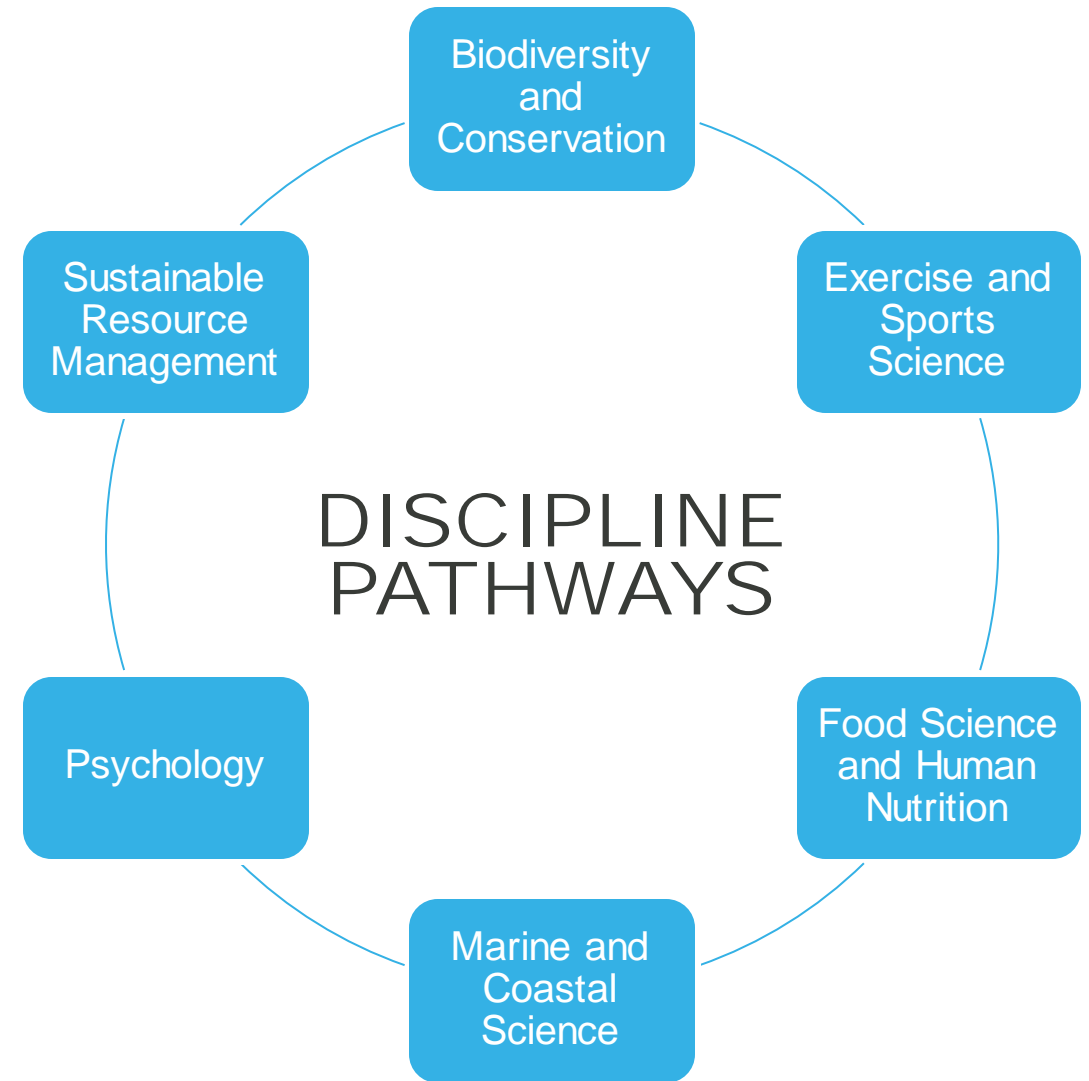 Biodiversity
and
Conservation
Exercise and
Sports
Science
Food Science
and Human
Nutrition
Marine and
Coastal
Science
Psychology
Sustainable
Resource
Management
DISCIPLINE
PATHWAYS